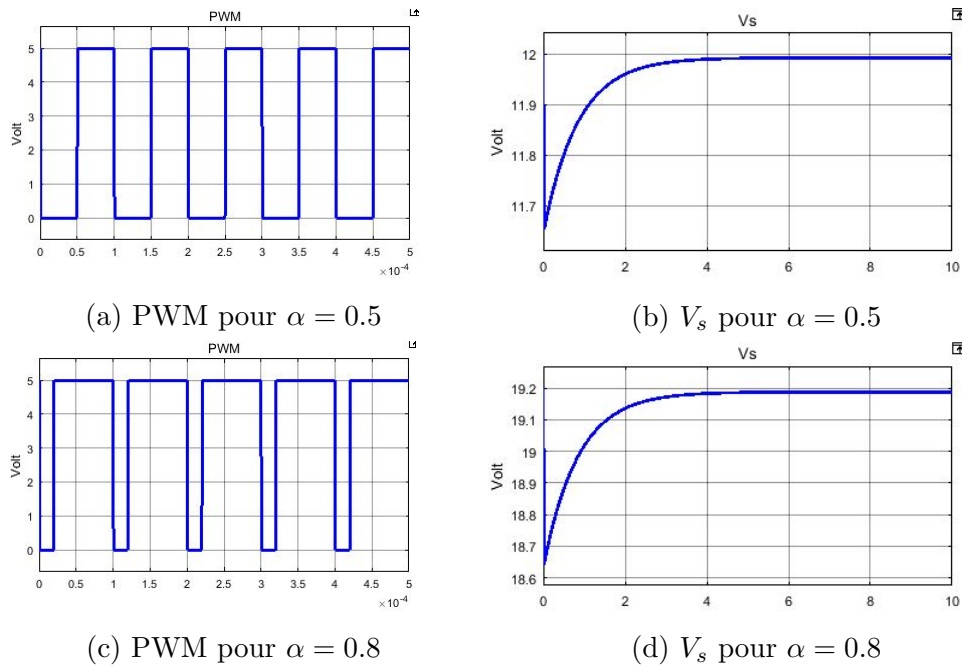 PWM
Volt
5
4
3
2
1
0
0 0.5 1 1.5 2 2.5 3 3.5 4 4.5 5
×10⁻⁴
(a) PWM pour α = 0.5
Vs
Volt
12
11.9
11.8
11.7
0 2 4 6 8 10
(b) Vₛ pour α = 0.5
PWM
Volt
5
4
3
2
1
0
0 0.5 1 1.5 2 2.5 3 3.5 4 4.5 5
×10⁻⁴
(c) PWM pour α = 0.8
Vs
Volt
19.2
19.1
19
18.9
18.8
18.7
18.6
0 2 4 6 8 10
(d) Vₛ pour α = 0.8